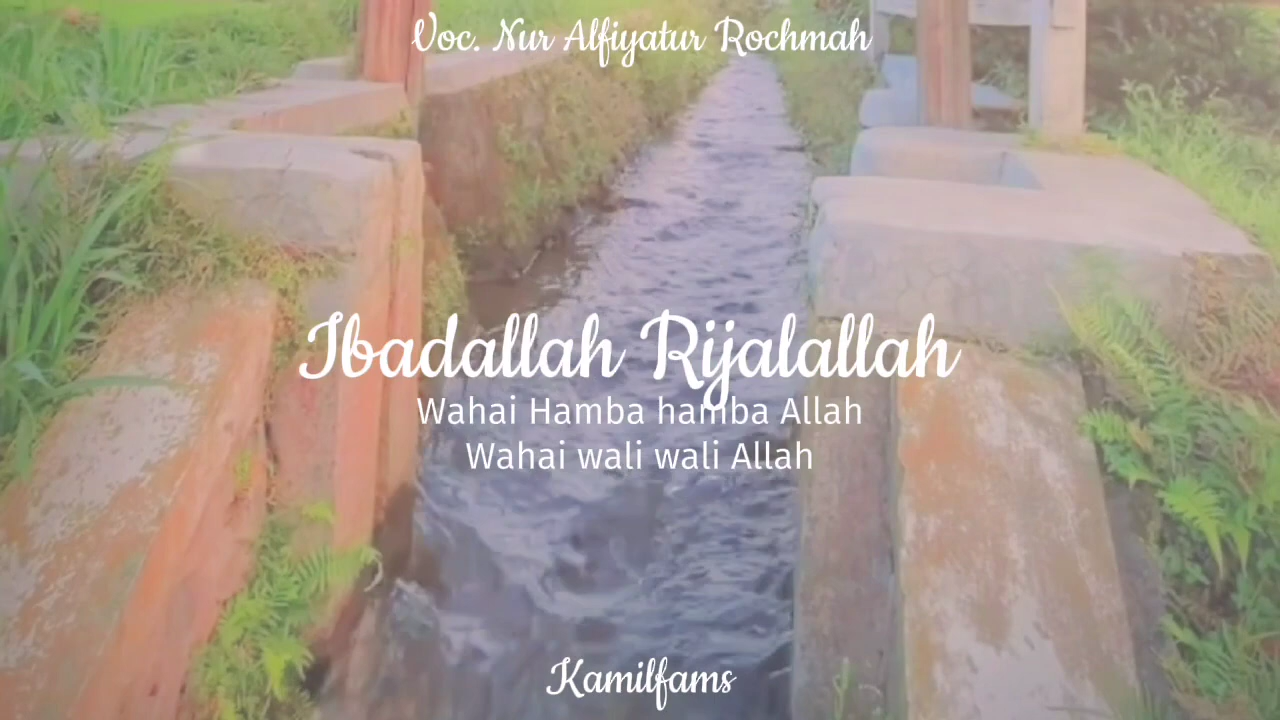 Voc. Nur Alfiyatur Rochmah
Ibadallah Rijalallah
Wahai Hamba hamba Allah
Wahai wali wali Allah
Kamilfams